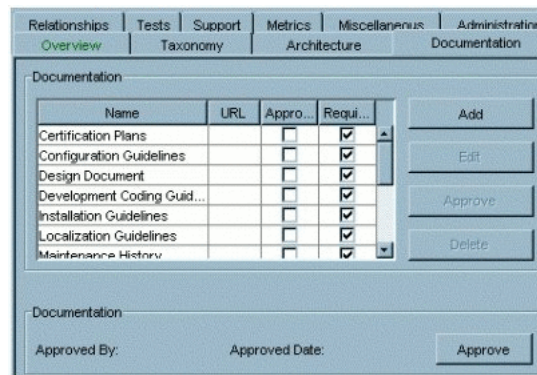 Relationships Tests Support Metrics Miscellaneous Administration
Overview Taxonomy Architecture Documentation
Documentation
Name URL Appro... Requi...
Add
Certification Plans
Configuration Guidelines
Edit
Design Document
Development Coding Guid...
Approve
Installation Guidelines
Localization Guidelines
Delete
Maintenance History
Documentation
Approved By: Approved Date: Approve